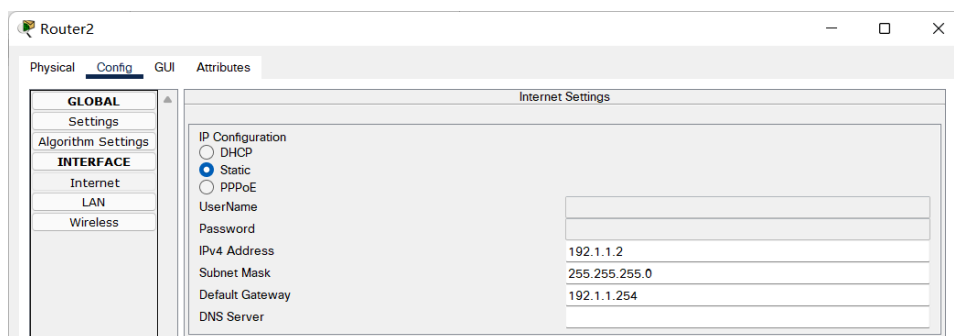 Router2
Physical Config GUI Attributes
GLOBAL
Settings
Algorithm Settings
INTERFACE
Internet
LAN
Wireless
Internet Settings
IP Configuration
DHCP
Static
PPPoE
UserName
Password
IPv4 Address 192.1.1.2
Subnet Mask 255.255.255.0
Default Gateway 192.1.1.254
DNS Server